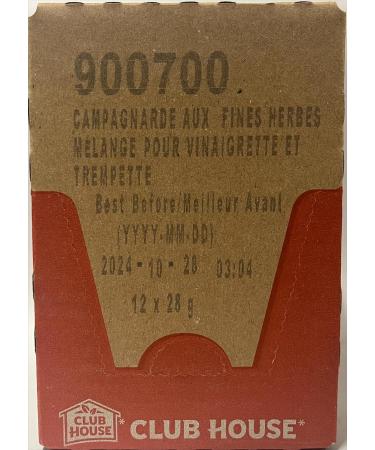 900700
CAMPAGNARDE AUX FINES HERBES
MELANGE POUR VINAIGRETTE ET
TREMPETTE
Best Before/Meilleur Avant
(YYYY-MM-DD)
2024-10-28 03:04
12 x 28 g
CLUB
HOUSE
* CLUB HOUSE*